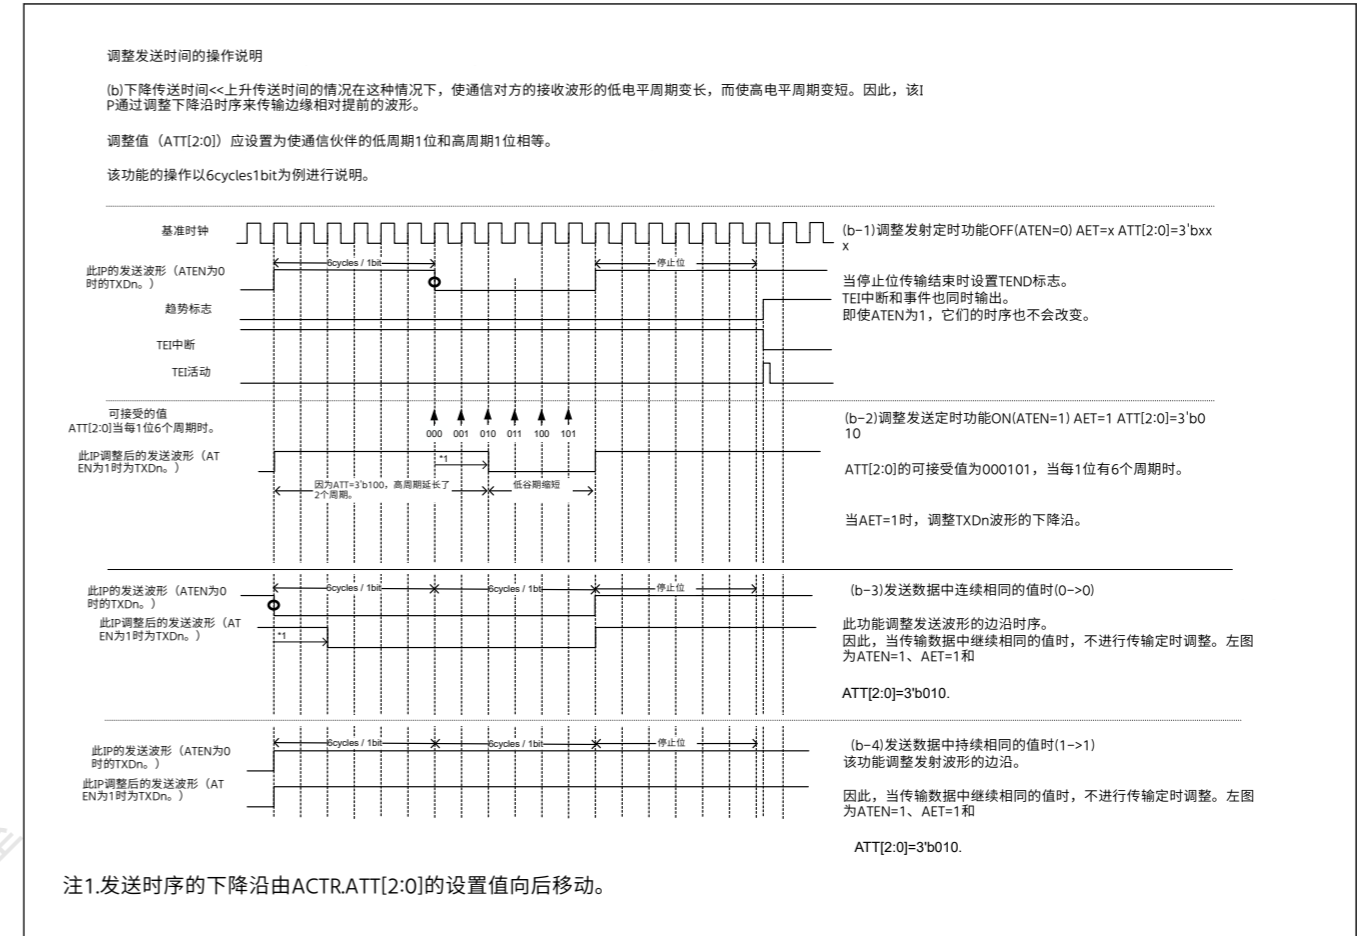 调整发送时间的操作说明
(b)下降传送时间<<上升传送时间的情况在这种情况下，使通信对方的接收波形的低电平周期变长，而使高电平周期变短。因此，该I
P通过调整下降沿时序来传输边缘相对提前的波形。
调整值（ATT[2:0]）应设置为使通信伙伴的低周期1位和高周期1位相等。
该功能的操作以6cycles1bit为例进行说明。
基准时钟
(b-1)调整发射定时功能OFF(ATEN=0) AET=x ATT[2:0]=3'bxx
x
6cycles / 1bit
停止位
此IP的发送波形（ATEN为0
时的TXDn。）
当停止位传输结束时设置TEND标志。
TEI中断和事件也同时输出。
即使ATEN为1，它们的时序也不会改变。
趋势标志
TEI中断
TEI活动
可接受的值
ATT[2:0]当每1位6个周期时。
000 001 010 011 100 101
(b-2)调整发送定时功能ON(ATEN=1) AET=1 ATT[2:0]=3'b0
10
此IP调整后的发送波形（AT
EN为1时为TXDn。）
*1
ATT[2:0]的可接受值为000101，当每1位有6个周期时。
因为ATT=3'b100，高周期延长了
2个周期。
低谷期缩短
当AET=1时，调整TXDn波形的下降沿。
此IP的发送波形（ATEN为0
时的TXDn。）
6cycles / 1bit
6cycles / 1bit
停止位
(b-3)发送数据中连续相同的值时(0->0)
此IP调整后的发送波形（AT
EN为1时为TXDn。）
*1
此功能调整发送波形的边沿时序。
因此，当传输数据中继续相同的值时，不进行传输定时调整。左图
为ATEN=1、AET=1和
ATT[2:0]=3'b010.
此IP的发送波形（ATEN为0
时的TXDn。）
6cycles / 1bit
6cycles / 1bit
停止位
(b-4)发送数据中持续相同的值时(1->1)
该功能调整发射波形的边沿。
此IP调整后的发送波形（AT
EN为1时为TXDn。）
因此，当传输数据中继续相同的值时，不进行传输定时调整。左图
为ATEN=1、AET=1和
ATT[2:0]=3'b010.
注1.发送时序的下降沿由ACTR.ATT[2:0]的设置值向后移动。